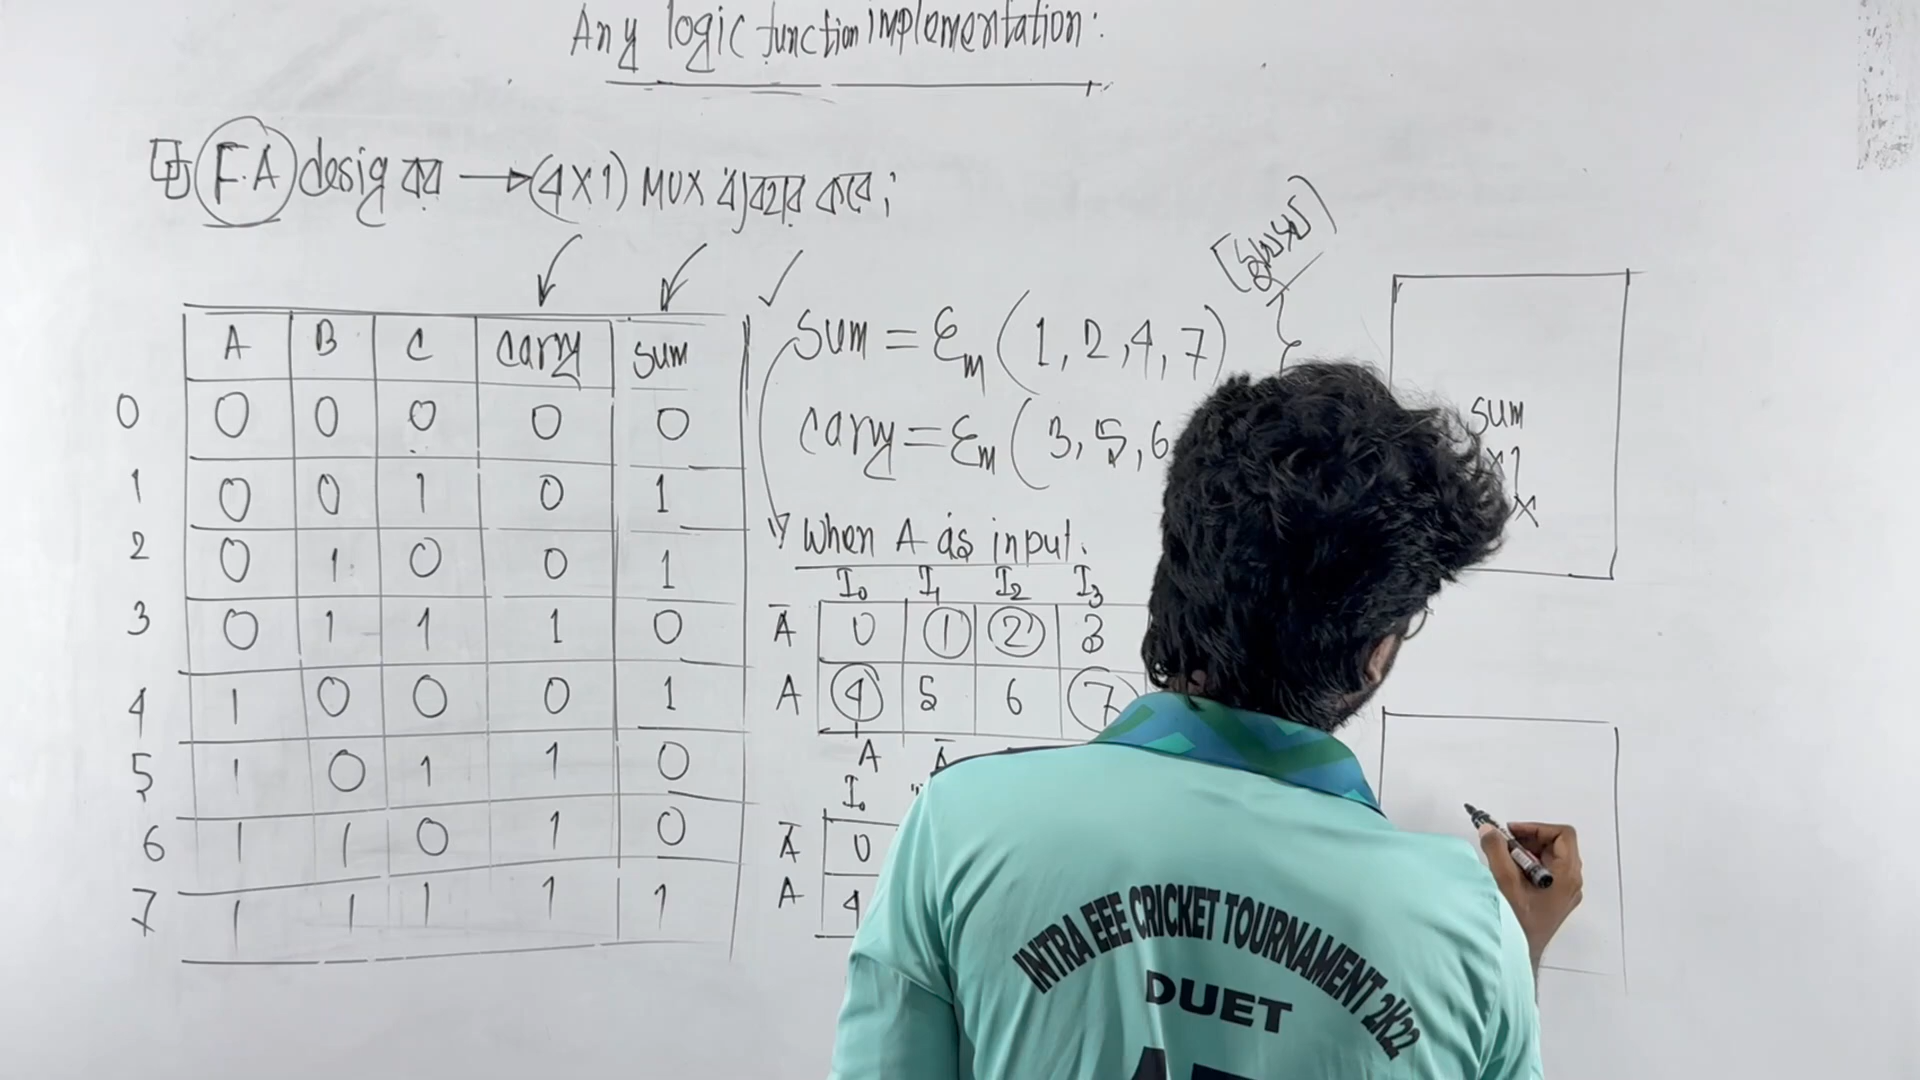 Any logic function implementation:
F.A design কর → (4X1) MUX ব্যবহার করে;
A B C carry sum
0 0 0 0 0 0
1 0 0 1 0 1
2 0 1 0 0 1
3 0 1 1 1 0
4 1 0 0 0 1
5 1 0 1 1 0
6 1 1 0 1 0
7 1 1 1 1 1
Sum = Ɛm (1, 2, 4, 7)
carry = Ɛm (3, 5, 6
When A as input.
I0 I1 I2 I3
Ā 0 1 2 3
A 4 5 6 7
A Ā
I0
Ā 0
A 4
sum
x1
x
INTRA EEE CRICKET TOURNAMENT 2K22
DUET